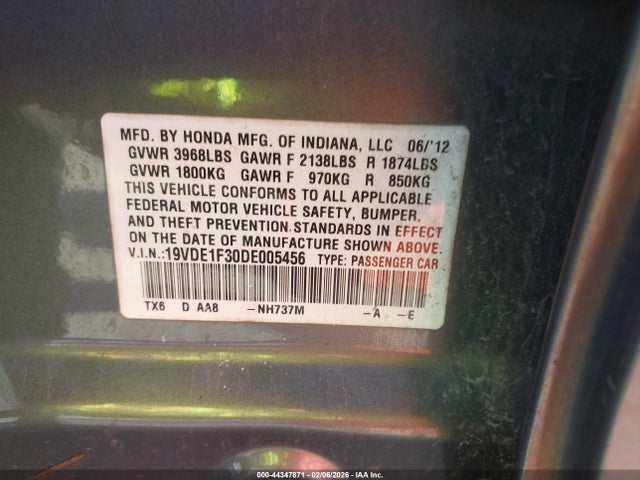 MFD. BY HONDA MFG. OF INDIANA, LLC 06/'12
GVWR 3968LBS GAWR F 2138LBS R 1874LBS
GVWR 1800KG GAWR F 970KG R 850KG
THIS VEHICLE CONFORMS TO ALL APPLICABLE
FEDERAL MOTOR VEHICLE SAFETY, BUMPER,
AND THEFT PREVENTION STANDARDS IN EFFECT
ON THE DATE OF MANUFACTURE SHOWN ABOVE.
V.I.N.: 19VDE1F30DE005456 TYPE: PASSENGER CAR
TX6 D AA8 -NH737M -A -E
000-44347871 - 02/06/2026 - IAA Inc.